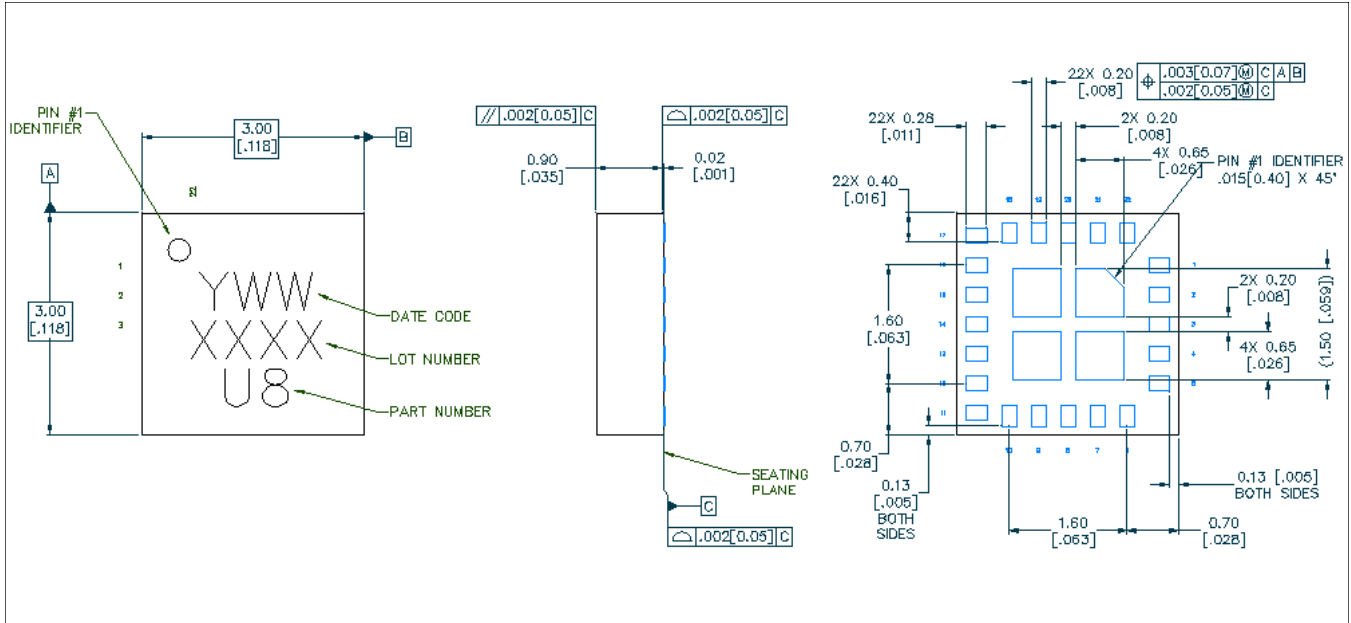 PIN #1
IDENTIFIER
3.00
[.118]
B
A
1
2
3
3.00
[.118]
YWW
XXXX
U8
DATE CODE
LOT NUMBER
PART NUMBER
// .002[0.05] C
⌓ .002[0.05] C
0.90
[.035]
0.02
[.001]
SEATING
PLANE
C
⌓ .002[0.05] C
22X 0.20
[.008]
⌖ .003[0.07]Ⓜ C A B
.002[0.05]Ⓜ C
22X 0.28
[.011]
2X 0.20
[.008]
4X 0.65
[.026]
PIN #1 IDENTIFIER
.015[0.40] X 45°
22X 0.40
[.016]
17
1
2
4
14
11
7
1.60
[.063]
2X 0.20
[.008]
4X 0.65
[.026]
(1.50 [.059])
0.70
[.028]
0.13
[.005]
BOTH
SIDES
0.13 [.005]
BOTH SIDES
1.60
[.063]
0.70
[.028]